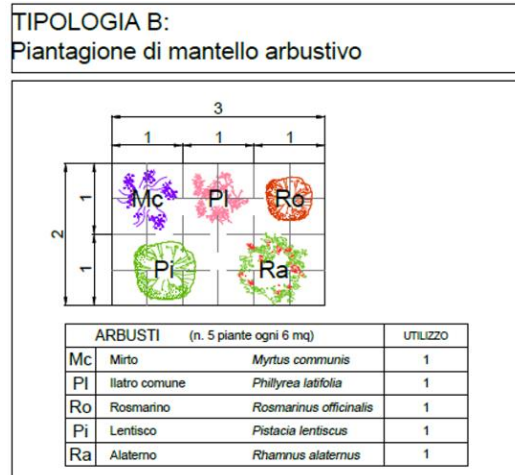 TIPOLOGIA B:
Piantagione di mantello arbustivo
3
1 1 1
2
1
1
Mc Pl Ro
Pi Ra
ARBUSTI (n. 5 piante ogni 6 mq) UTILIZZO
Mc Mirto Myrtus communis 1
Pl Ilatro comune Phillyrea latifolia 1
Ro Rosmarino Rosmarinus officinalis 1
Pi Lentisco Pistacia lentiscus 1
Ra Alaterno Rhamnus alaternus 1